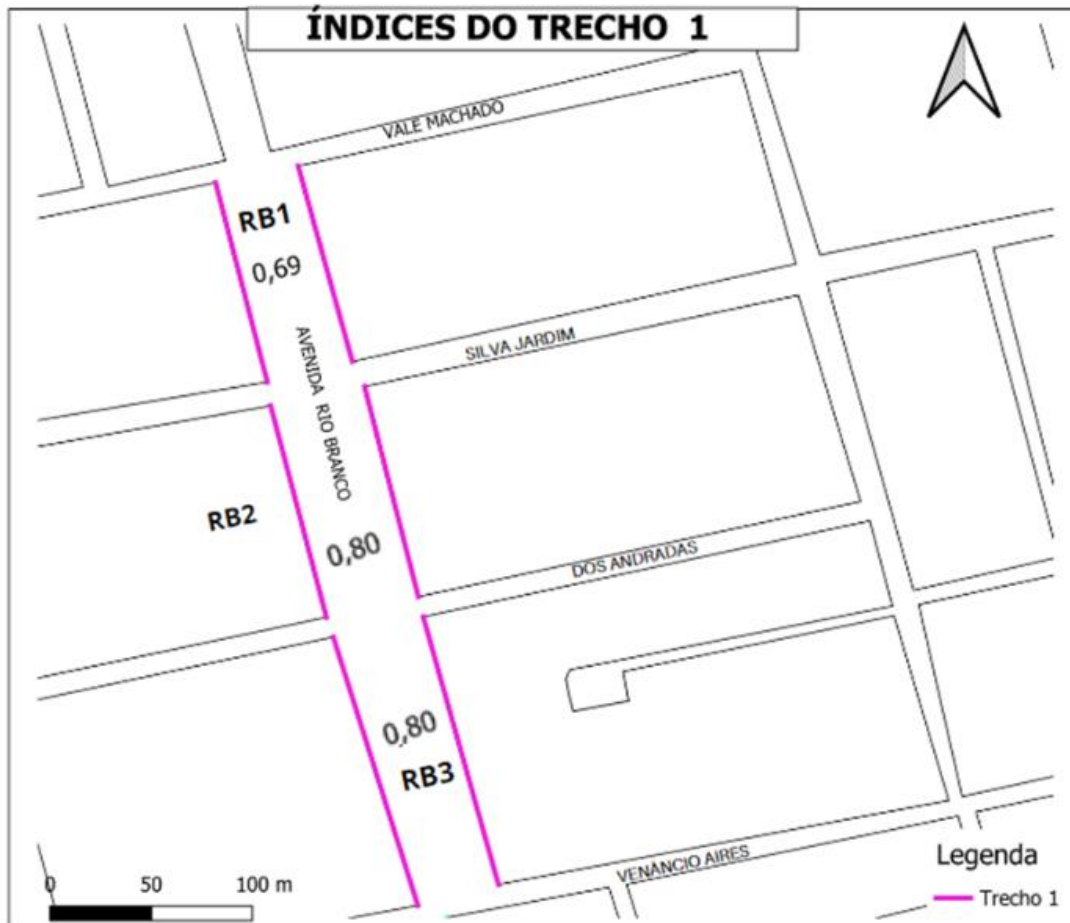 ÍNDICES DO TRECHO 1
VALE MACHADO
RB1
0,69
SILVA JARDIM
AVENIDA RIO BRANCO
RB2
0,80
DOS ANDRADAS
0,80
RB3
VENÂNCIO AIRES
Legenda
Trecho 1
0 50 100 m